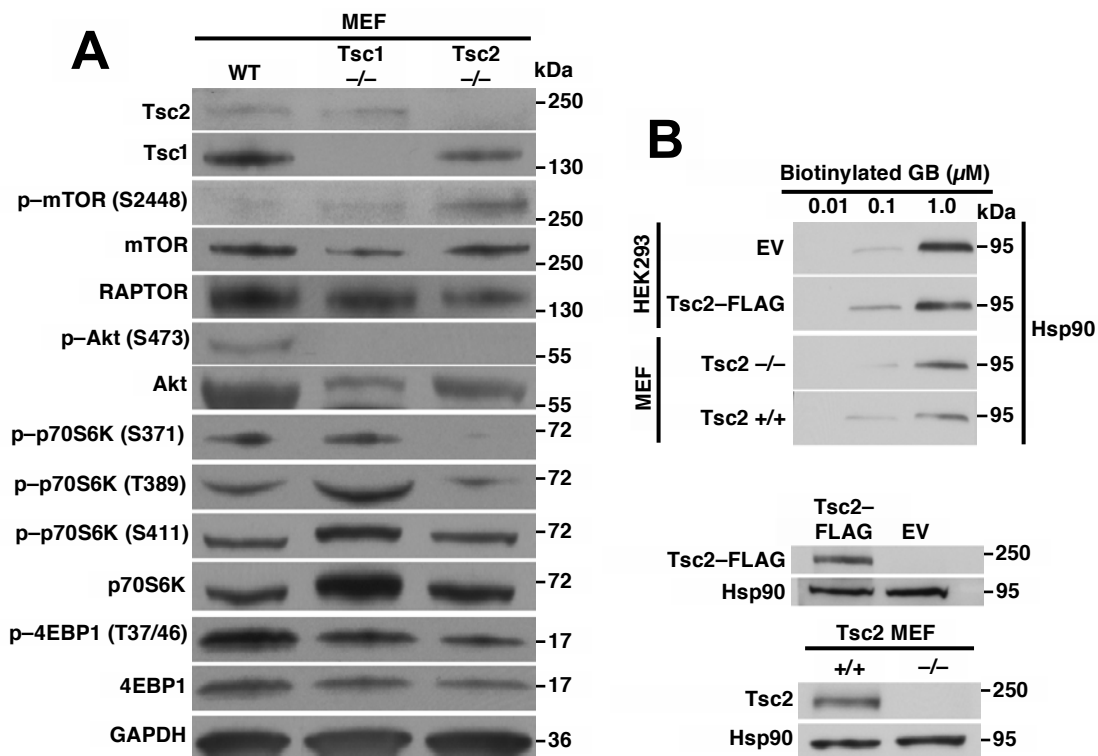 A
MEF
WT
Tsc1
–/–
Tsc2
–/–
kDa
Tsc2
-250
Tsc1
-130
p–mTOR (S2448)
-250
mTOR
-250
RAPTOR
-130
p–Akt (S473)
-55
Akt
-55
p–p70S6K (S371)
-72
p–p70S6K (T389)
-72
p–p70S6K (S411)
-72
p70S6K
-72
p–4EBP1 (T37/46)
-17
4EBP1
-17
GAPDH
-36
B
Biotinylated GB (µM)
0.01 0.1 1.0 kDa
HEK293
EV
-95
Tsc2–FLAG
-95
MEF
Tsc2 –/–
-95
Tsc2 +/+
-95
Hsp90
Tsc2–
FLAG EV
Tsc2–FLAG
-250
Hsp90
-95
Tsc2 MEF
+/+ –/–
Tsc2
-250
Hsp90
-95